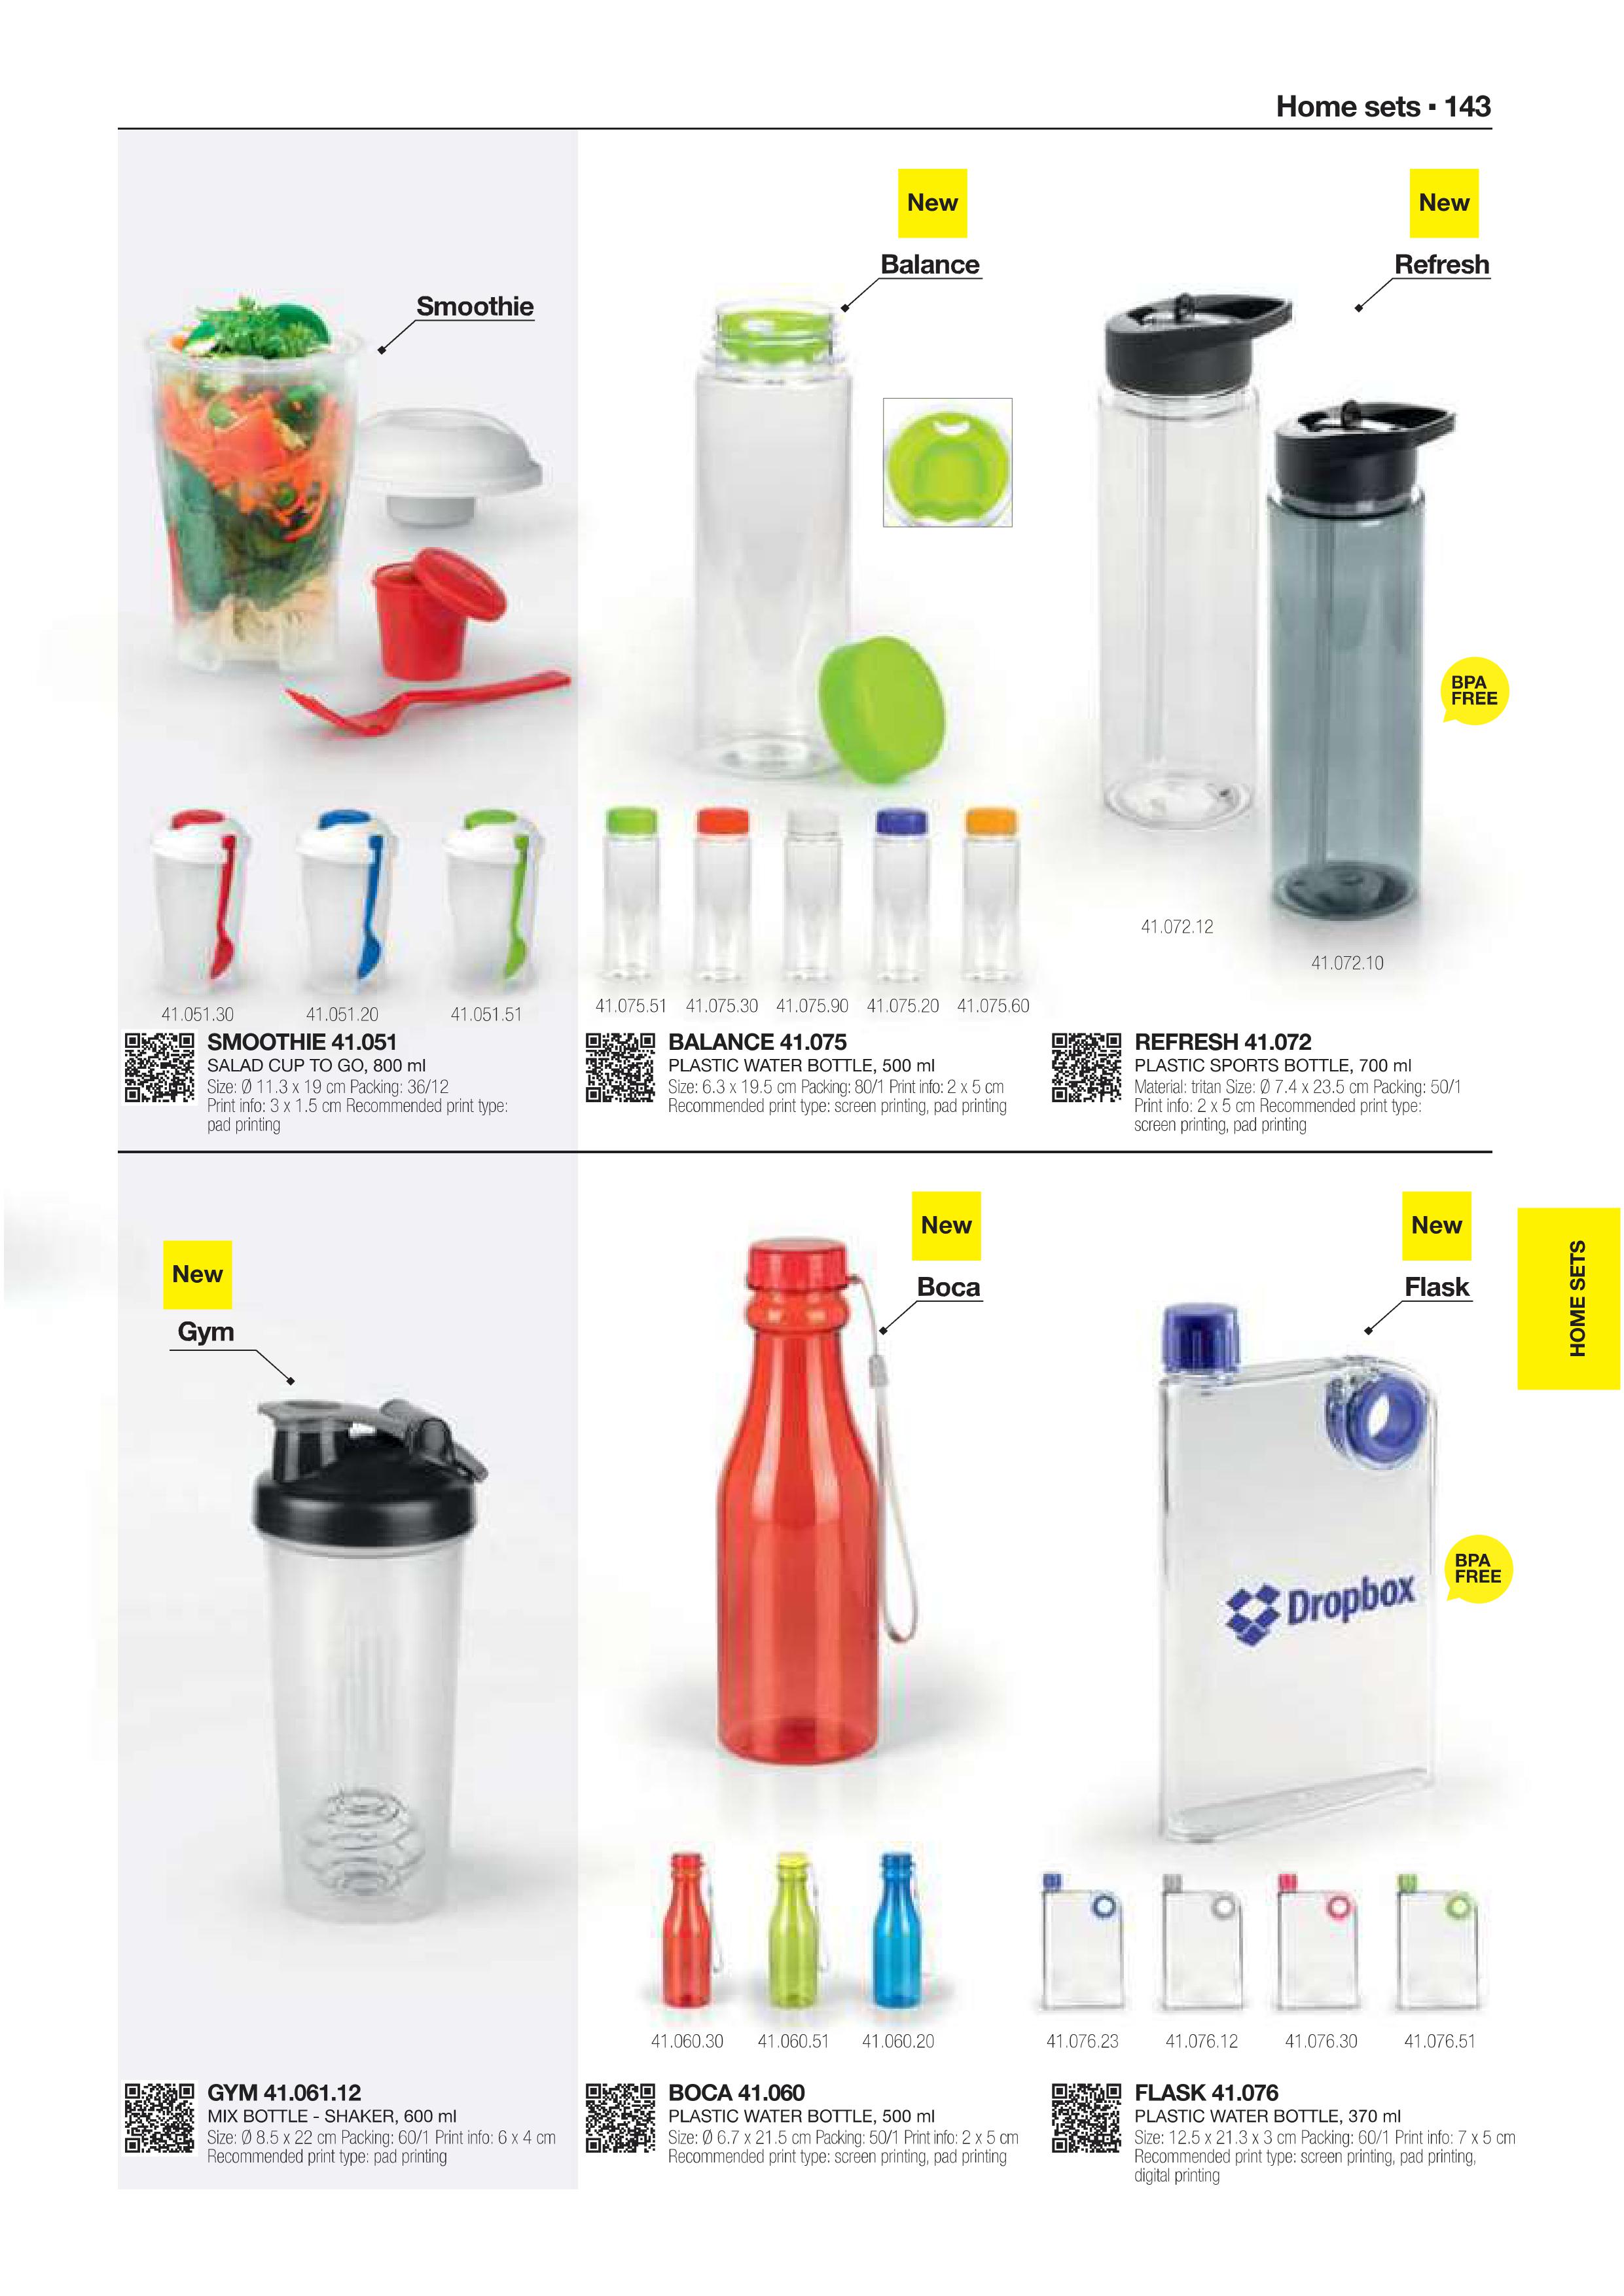 Home sets ▪ 143
Smoothie
New
Balance
New
Refresh
BPA
FREE
41.051.30
41.051.20
41.051.51
41.075.51
41.075.30
41.075.90
41.075.20
41.075.60
41.072.12
41.072.10
SMOOTHIE 41.051
SALAD CUP TO GO, 800 ml
Size: Ø 11.3 x 19 cm Packing: 36/12
Print info: 3 x 1.5 cm Recommended print type:
pad printing
BALANCE 41.075
PLASTIC WATER BOTTLE, 500 ml
Size: 6.3 x 19.5 cm Packing: 80/1 Print info: 2 x 5 cm
Recommended print type: screen printing, pad printing
REFRESH 41.072
PLASTIC SPORTS BOTTLE, 700 ml
Material: tritan Size: Ø 7.4 x 23.5 cm Packing: 50/1
Print info: 2 x 5 cm Recommended print type:
screen printing, pad printing
New
Gym
New
Boca
New
Flask
HOME SETS
BPA
FREE
Dropbox
41.060.30
41.060.51
41.060.20
41.076.23
41.076.12
41.076.30
41.076.51
GYM 41.061.12
MIX BOTTLE - SHAKER, 600 ml
Size: Ø 8.5 x 22 cm Packing: 60/1 Print info: 6 x 4 cm
Recommended print type: pad printing
BOCA 41.060
PLASTIC WATER BOTTLE, 500 ml
Size: Ø 6.7 x 21.5 cm Packing: 50/1 Print info: 2 x 5 cm
Recommended print type: screen printing, pad printing
FLASK 41.076
PLASTIC WATER BOTTLE, 370 ml
Size: 12.5 x 21.3 x 3 cm Packing: 60/1 Print info: 7 x 5 cm
Recommended print type: screen printing, pad printing,
digital printing